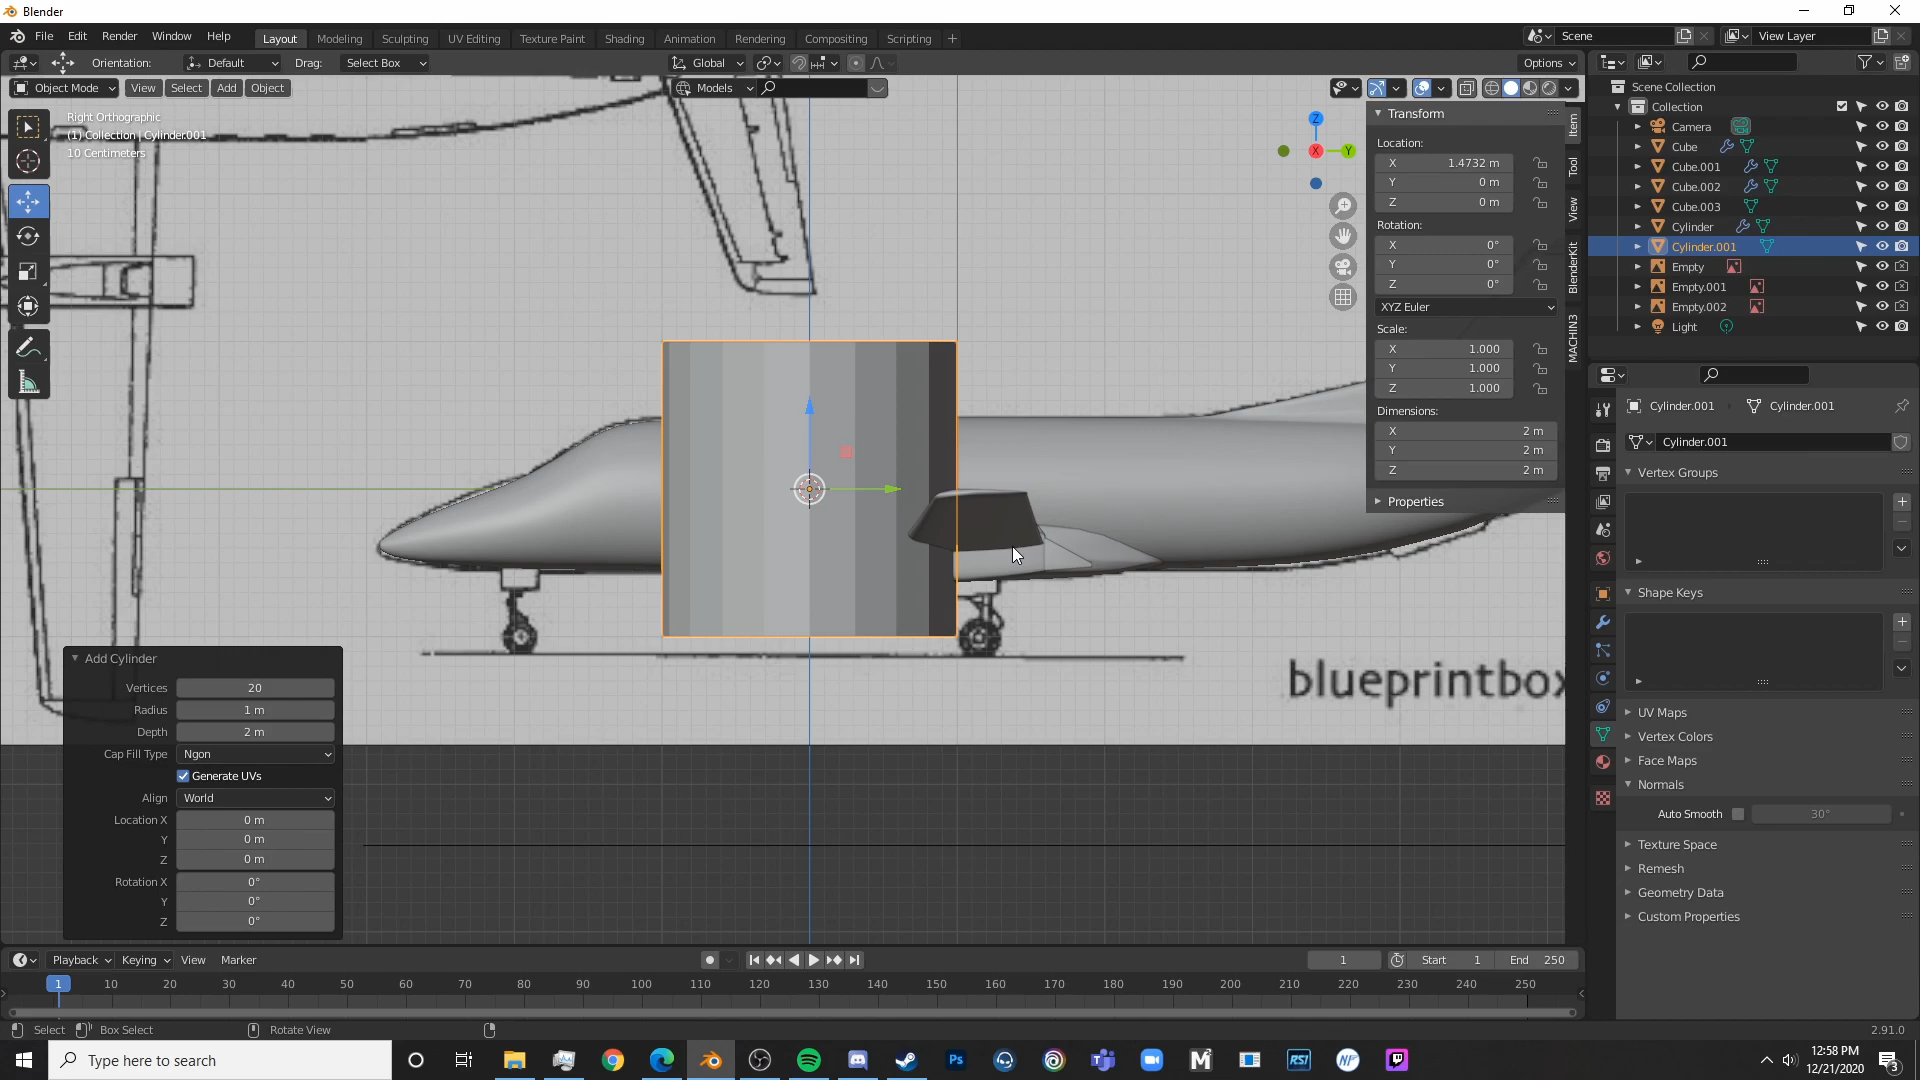 Blender
File Edit Render Window Help
Layout Modeling Sculpting UV Editing Texture Paint Shading Animation Rendering Compositing Scripting +
Scene
View Layer
Orientation: Default Drag: Select Box
Global
Options
Object Mode View Select Add Object
Models
Right Orthographic
(1) Collection | Cylinder.001
10 Centimeters
Z
X
Y
Transform
Location:
X 1.4732 m
Y 0 m
Z 0 m
Rotation:
X 0°
Y 0°
Z 0°
XYZ Euler
Scale:
X 1.000
Y 1.000
Z 1.000
Dimensions:
X 2 m
Y 2 m
Z 2 m
Properties
Item
Tool
View
BlenderKit
MACHIN3
Scene Collection
Collection
Camera
Cube
Cube.001
Cube.002
Cube.003
Cylinder
Cylinder.001
Empty
Empty.001
Empty.002
Light
Cylinder.001 Cylinder.001
Cylinder.001
Vertex Groups
Shape Keys
UV Maps
Vertex Colors
Face Maps
Normals
Auto Smooth 30°
Texture Space
Remesh
Geometry Data
Custom Properties
blueprintbox
Add Cylinder
Vertices 20
Radius 1 m
Depth 2 m
Cap Fill Type Ngon
Generate UVs
Align World
Location X 0 m
Y 0 m
Z 0 m
Rotation X 0°
Y 0°
Z 0°
Playback Keying View Marker
1 Start 1 End 250
1 10 20 30 40 50 60 70 80 90 100 110 120 130 140 150 160 170 180 190 200 210 220 230 240 250
Select Box Select Rotate View
2.91.0
Type here to search
Ps
M
RSI
NP
12:58 PM
12/21/2020
3